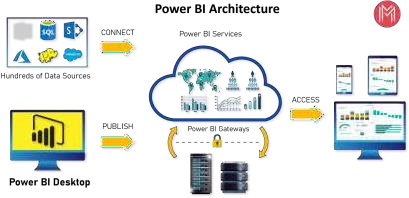 Power BI Architecture
CONNECT
Power BI Services
SQL
S
Hundreds of Data Sources
ACCESS
PUBLISH
Power BI Gateways
Power BI Desktop